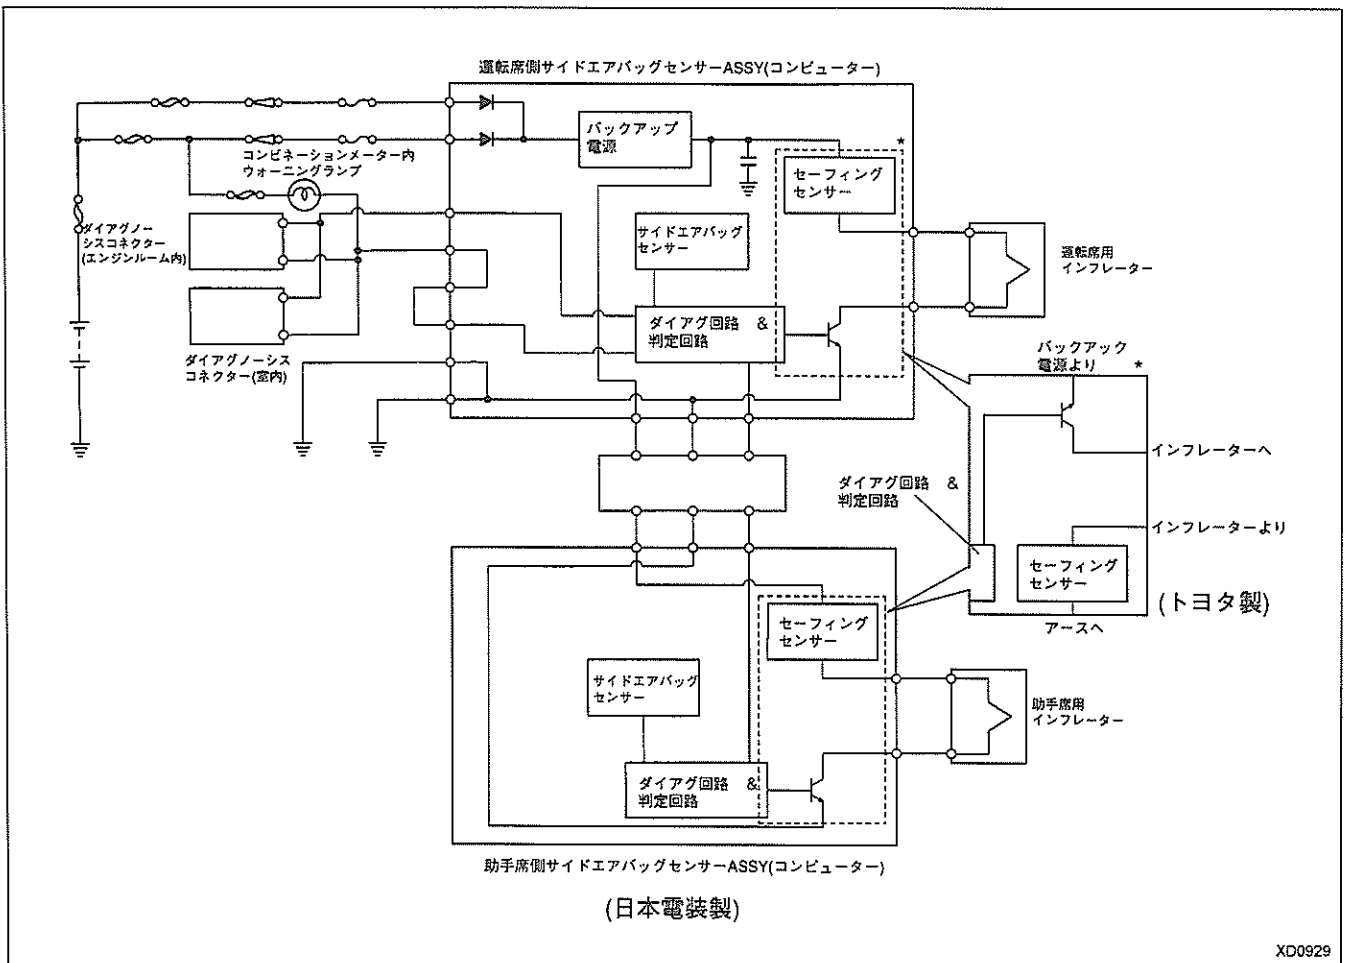 運転席側サイドエアバッグセンサーASSY(コンピューター)
バックアップ
電源
*
コンビネーションメーター内
ウォーニングランプ
セーフィング
センサー
ダイアグノー
シスコネクター
(エンジンルーム内)
サイドエアバッグ
センサー
運転席用
インフレーター
ダイアグ回路 &
判定回路
ダイアグノーシス
コネクター(室内)
バックアック
電源より *
インフレーターへ
ダイアグ回路 &
判定回路
インフレーターより
セーフィング
センサー
(トヨタ製)
アースへ
セーフィング
センサー
サイドエアバッグ
センサー
助手席用
インフレーター
ダイアグ回路 &
判定回路
助手席側サイドエアバッグセンサーASSY(コンピューター)
(日本電装製)
XD0929